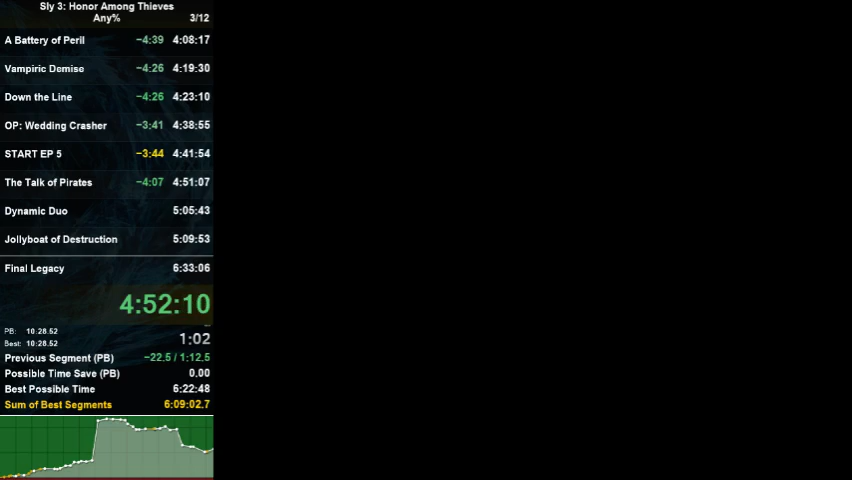 Sly 3: Honor Among Thieves
Any% 3/12
A Battery of Peril −4:39 4:08:17
Vampiric Demise −4:26 4:19:30
Down the Line −4:26 4:23:10
OP: Wedding Crasher −3:41 4:38:55
START EP 5 −3:44 4:41:54
The Talk of Pirates −4:07 4:51:07
Dynamic Duo 5:05:43
Jollyboat of Destruction 5:09:53
Final Legacy 6:33:06
4:52:10
PB: 10:28.52
Best: 10:28.52
1:02
Previous Segment (PB) −22.5 / 1:12.5
Possible Time Save (PB) 0.00
Best Possible Time 6:22:48
Sum of Best Segments 6:09:02.7